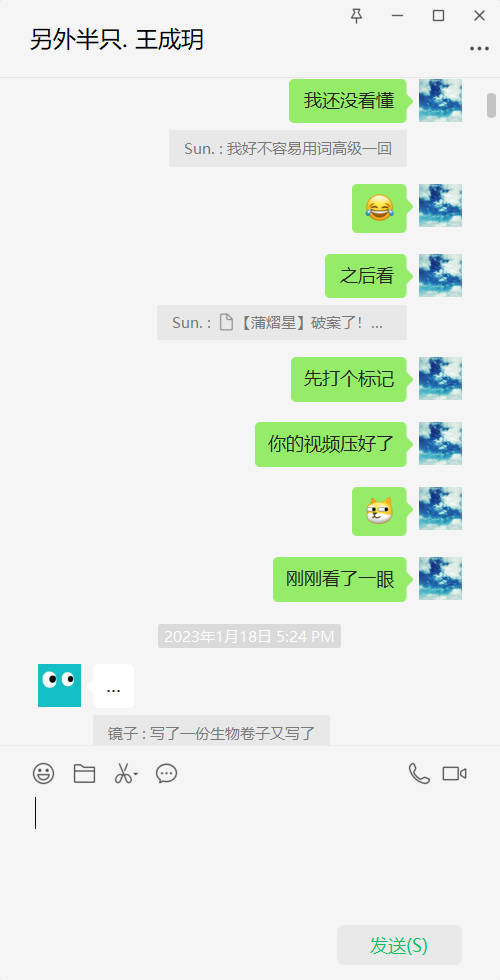 另外半只. 王成玥
我还没看懂
Sun. : 我好不容易用词高级一回
之后看
Sun. : 【蒲熠星】破案了！...
先打个标记
你的视频压好了
刚刚看了一眼
2023年1月18日 5:24 PM
...
镜子 : 写了一份生物卷子又写了
发送(S)